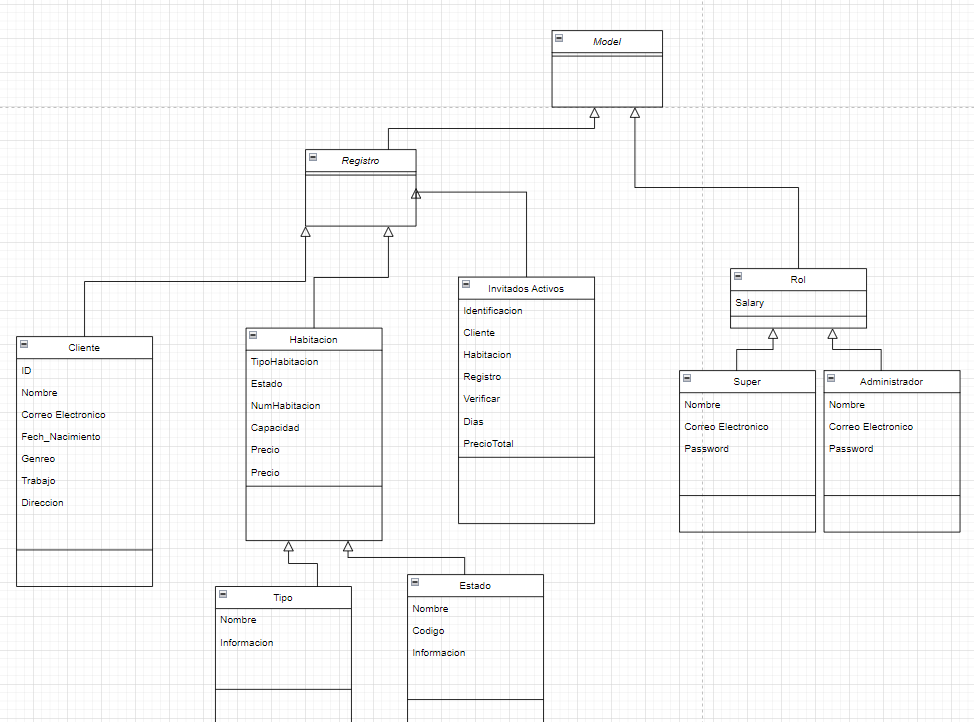 Model
Registro
Rol
Salary
Invitados Activos
Identificacion
Cliente
Habitacion
Registro
Verificar
Dias
PrecioTotal
Cliente
ID
Nombre
Correo Electronico
Fech_Nacimiento
Genreo
Trabajo
Direccion
Habitacion
TipoHabitacion
Estado
NumHabitacion
Capacidad
Precio
Precio
Super
Nombre
Correo Electronico
Password
Administrador
Nombre
Correo Electronico
Password
Tipo
Nombre
Informacion
Estado
Nombre
Codigo
Informacion